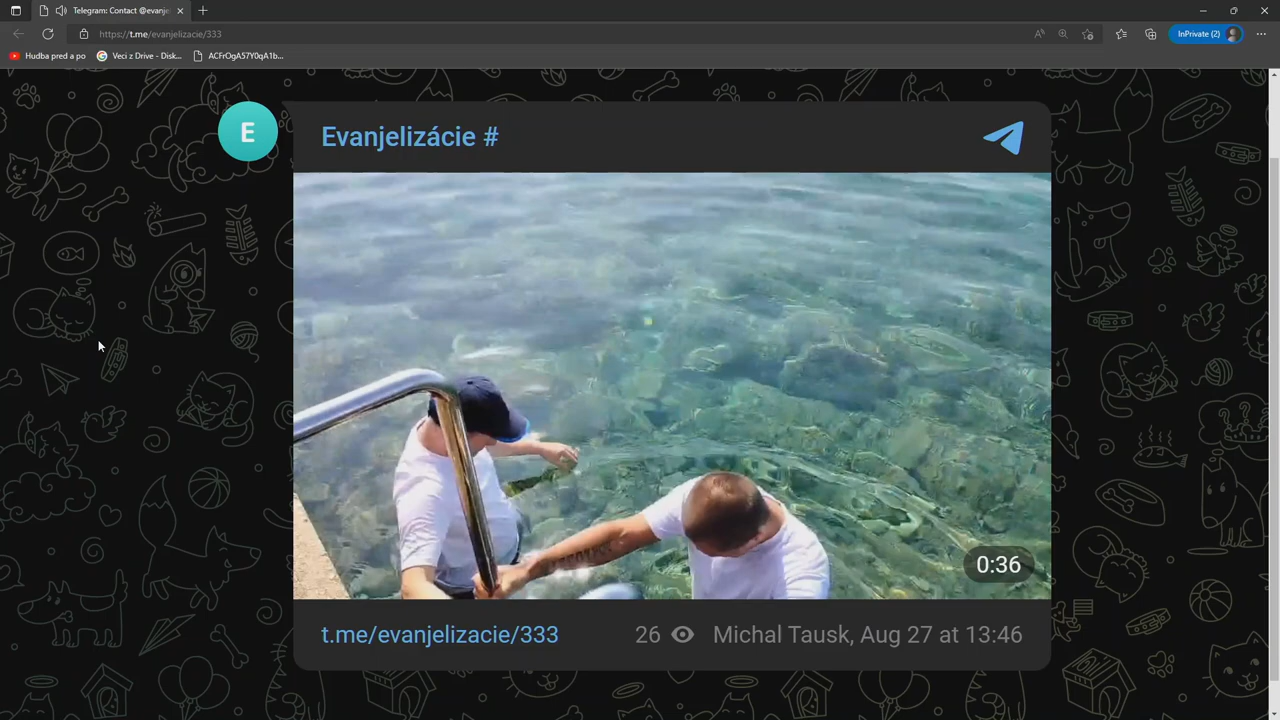 Telegram: Contact @evanje
https://t.me/evanjelizacie/333
InPrivate (2)
Hudba pred a po
Veci z Drive - Disk...
ACFrOgA57Y0qA1b...
E
Evanjelizácie #
0:36
t.me/evanjelizacie/333
26
Michal Tausk, Aug 27 at 13:46